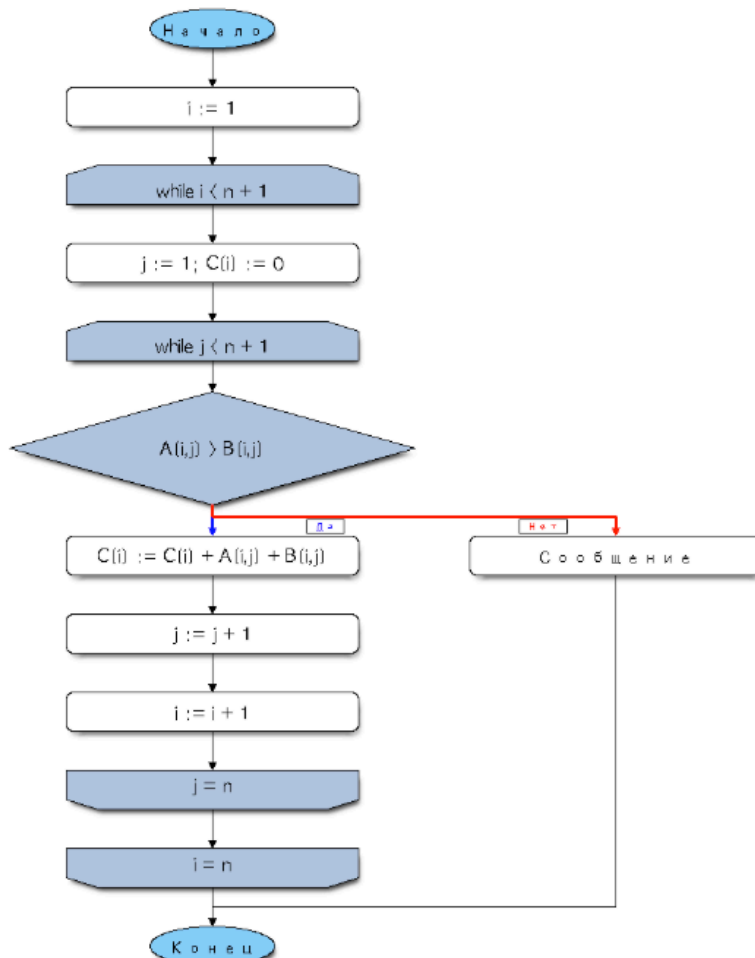 Начало
i := 1
while i < n + 1
j := 1; C(i) := 0
while j < n + 1
A(i,j) > B(i,j)
Да
Нет
C(i) := C(i) + A(i,j) + B(i,j)
Сообщение
j := j + 1
i := i + 1
j = n
i = n
Конец